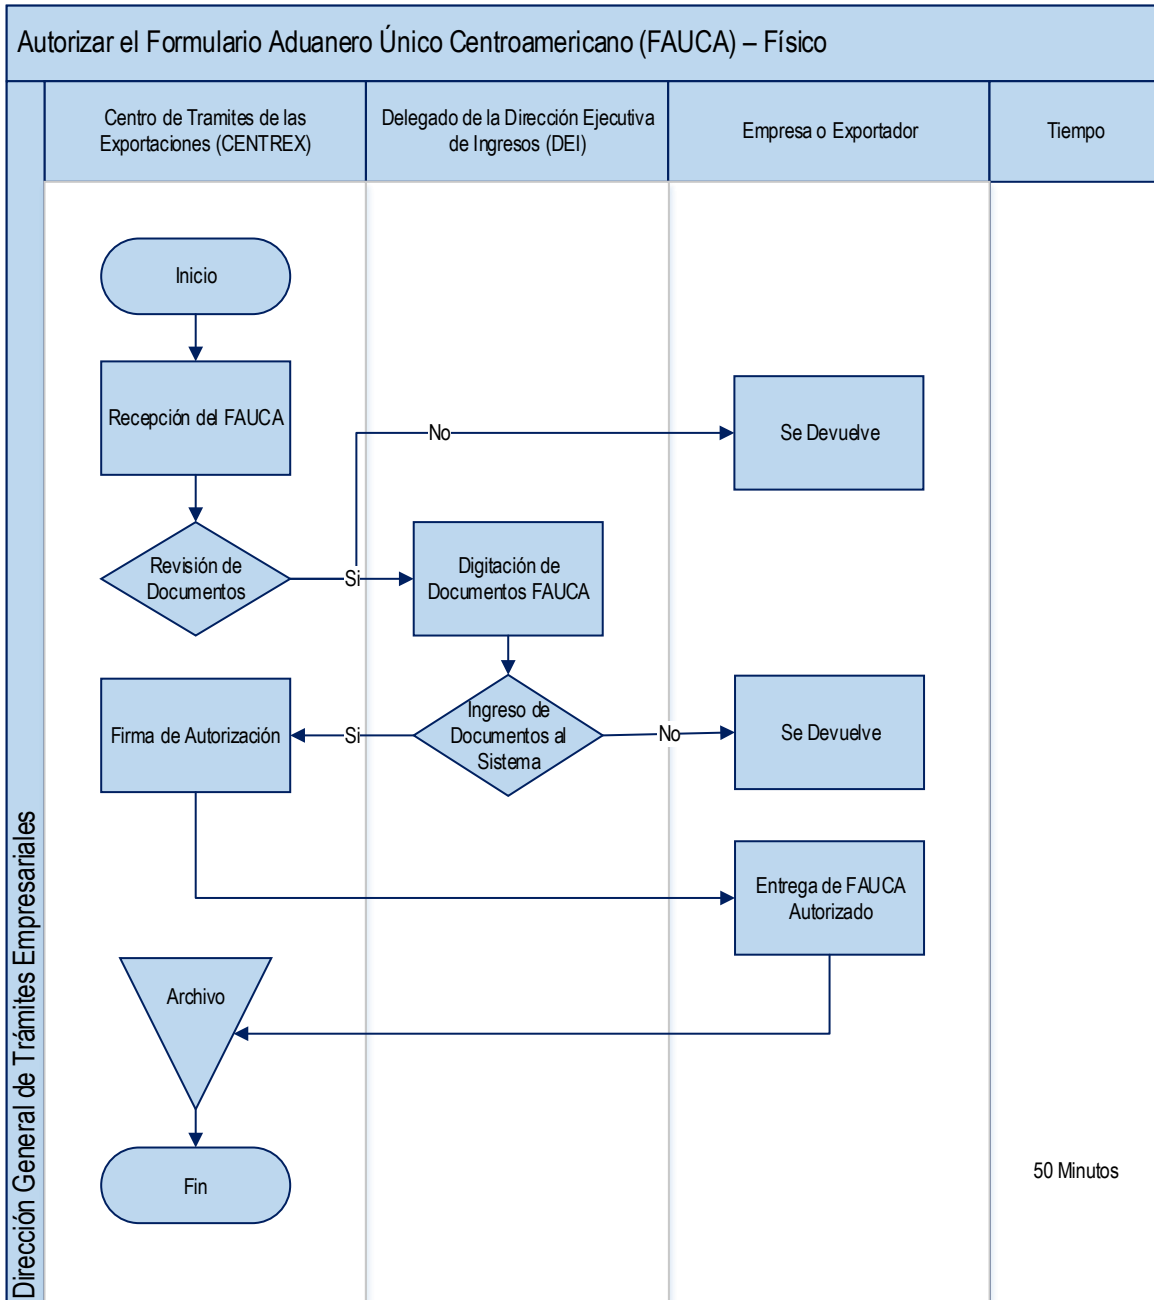 Autorizar el Formulario Aduanero Único Centroamericano (FAUCA) – Físico
Centro de Tramites de las
Exportaciones (CENTREX)
Delegado de la Dirección Ejecutiva
de Ingresos (DEI)
Empresa o Exportador
Tiempo
Dirección General de Trámites Empresariales
Inicio
Recepción del FAUCA
No
Se Devuelve
Revisión de
Documentos
Si
Digitación de
Documentos FAUCA
Firma de Autorización
Si
Ingreso de
Documentos al
Sistema
No
Se Devuelve
Entrega de FAUCA
Autorizado
Archivo
Fin
50 Minutos